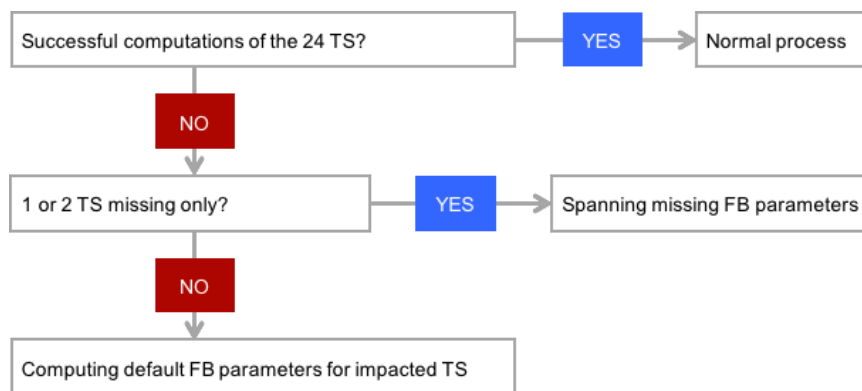 Successful computations of the 24 TS? YES Normal process
NO
1 or 2 TS missing only? YES Spanning missing FB parameters
NO
Computing default FB parameters for impacted TS